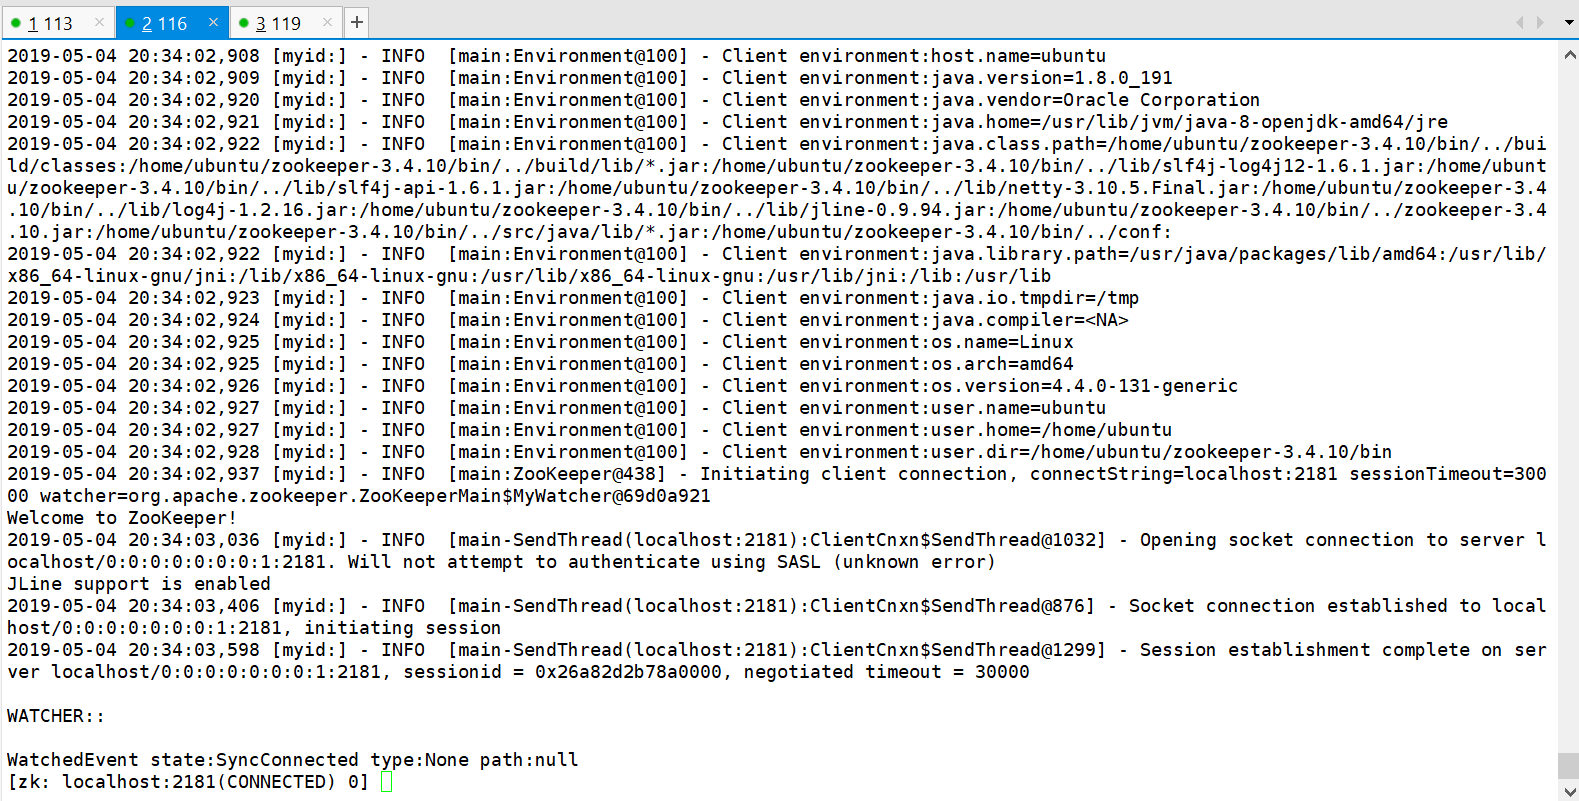 1 113 × 2 116 × 3 119 × +
2019-05-04 20:34:02,908 [myid:] - INFO  [main:Environment@100] - Client environment:host.name=ubuntu
2019-05-04 20:34:02,909 [myid:] - INFO  [main:Environment@100] - Client environment:java.version=1.8.0_191
2019-05-04 20:34:02,920 [myid:] - INFO  [main:Environment@100] - Client environment:java.vendor=Oracle Corporation
2019-05-04 20:34:02,921 [myid:] - INFO  [main:Environment@100] - Client environment:java.home=/usr/lib/jvm/java-8-openjdk-amd64/jre
2019-05-04 20:34:02,922 [myid:] - INFO  [main:Environment@100] - Client environment:java.class.path=/home/ubuntu/zookeeper-3.4.10/bin/../bui
ld/classes:/home/ubuntu/zookeeper-3.4.10/bin/../build/lib/*.jar:/home/ubuntu/zookeeper-3.4.10/bin/../lib/slf4j-log4j12-1.6.1.jar:/home/ubunt
u/zookeeper-3.4.10/bin/../lib/slf4j-api-1.6.1.jar:/home/ubuntu/zookeeper-3.4.10/bin/../lib/netty-3.10.5.Final.jar:/home/ubuntu/zookeeper-3.4
.10/bin/../lib/log4j-1.2.16.jar:/home/ubuntu/zookeeper-3.4.10/bin/../lib/jline-0.9.94.jar:/home/ubuntu/zookeeper-3.4.10/bin/../zookeeper-3.4
.10.jar:/home/ubuntu/zookeeper-3.4.10/bin/../src/java/lib/*.jar:/home/ubuntu/zookeeper-3.4.10/bin/../conf:
2019-05-04 20:34:02,922 [myid:] - INFO  [main:Environment@100] - Client environment:java.library.path=/usr/java/packages/lib/amd64:/usr/lib/
x86_64-linux-gnu/jni:/lib/x86_64-linux-gnu:/usr/lib/x86_64-linux-gnu:/usr/lib/jni:/lib:/usr/lib
2019-05-04 20:34:02,923 [myid:] - INFO  [main:Environment@100] - Client environment:java.io.tmpdir=/tmp
2019-05-04 20:34:02,924 [myid:] - INFO  [main:Environment@100] - Client environment:java.compiler=<NA>
2019-05-04 20:34:02,925 [myid:] - INFO  [main:Environment@100] - Client environment:os.name=Linux
2019-05-04 20:34:02,925 [myid:] - INFO  [main:Environment@100] - Client environment:os.arch=amd64
2019-05-04 20:34:02,926 [myid:] - INFO  [main:Environment@100] - Client environment:os.version=4.4.0-131-generic
2019-05-04 20:34:02,927 [myid:] - INFO  [main:Environment@100] - Client environment:user.name=ubuntu
2019-05-04 20:34:02,927 [myid:] - INFO  [main:Environment@100] - Client environment:user.home=/home/ubuntu
2019-05-04 20:34:02,928 [myid:] - INFO  [main:Environment@100] - Client environment:user.dir=/home/ubuntu/zookeeper-3.4.10/bin
2019-05-04 20:34:02,937 [myid:] - INFO  [main:ZooKeeper@438] - Initiating client connection, connectString=localhost:2181 sessionTimeout=300
00 watcher=org.apache.zookeeper.ZooKeeperMain$MyWatcher@69d0a921
Welcome to ZooKeeper!
2019-05-04 20:34:03,036 [myid:] - INFO  [main-SendThread(localhost:2181):ClientCnxn$SendThread@1032] - Opening socket connection to server l
ocalhost/0:0:0:0:0:0:0:1:2181. Will not attempt to authenticate using SASL (unknown error)
JLine support is enabled
2019-05-04 20:34:03,406 [myid:] - INFO  [main-SendThread(localhost:2181):ClientCnxn$SendThread@876] - Socket connection established to local
host/0:0:0:0:0:0:0:1:2181, initiating session
2019-05-04 20:34:03,598 [myid:] - INFO  [main-SendThread(localhost:2181):ClientCnxn$SendThread@1299] - Session establishment complete on ser
ver localhost/0:0:0:0:0:0:0:1:2181, sessionid = 0x26a82d2b78a0000, negotiated timeout = 30000
WATCHER::
WatchedEvent state:SyncConnected type:None path:null
[zk: localhost:2181(CONNECTED) 0]